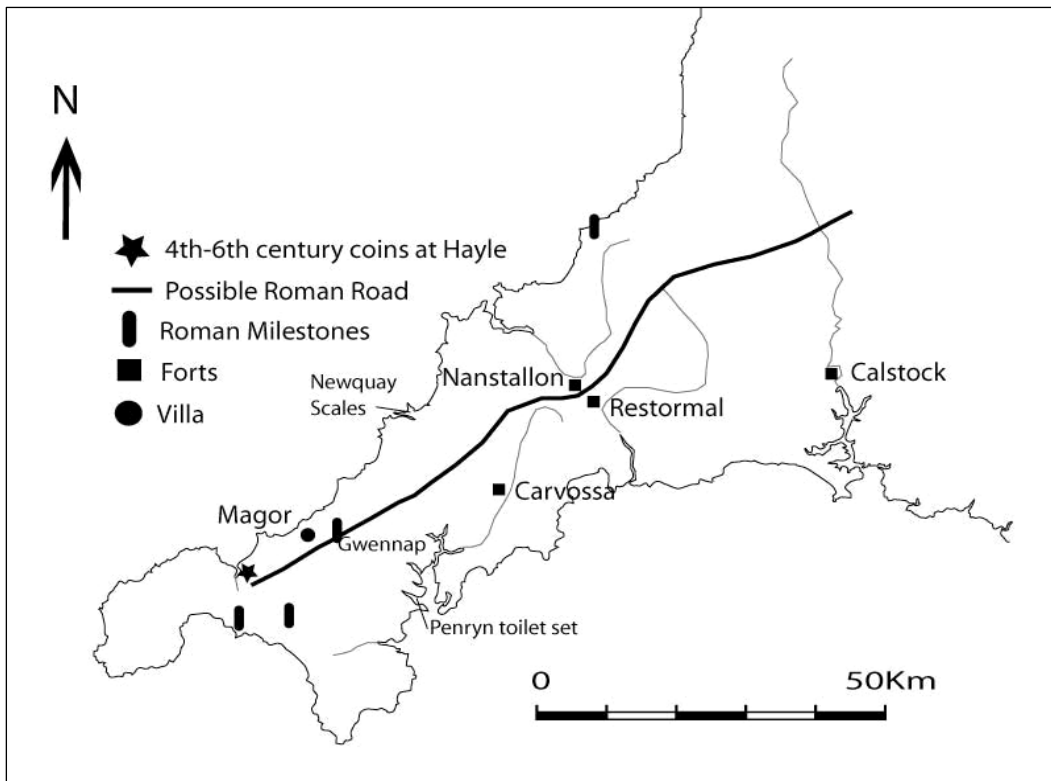 N
4th-6th century coins at Hayle
Possible Roman Road
Roman Milestones
Forts
Villa
Newquay
Scales
Nanstallon
Restormal
Calstock
Carvossa
Magor
Gwennap
Penryn toilet set
0
50Km